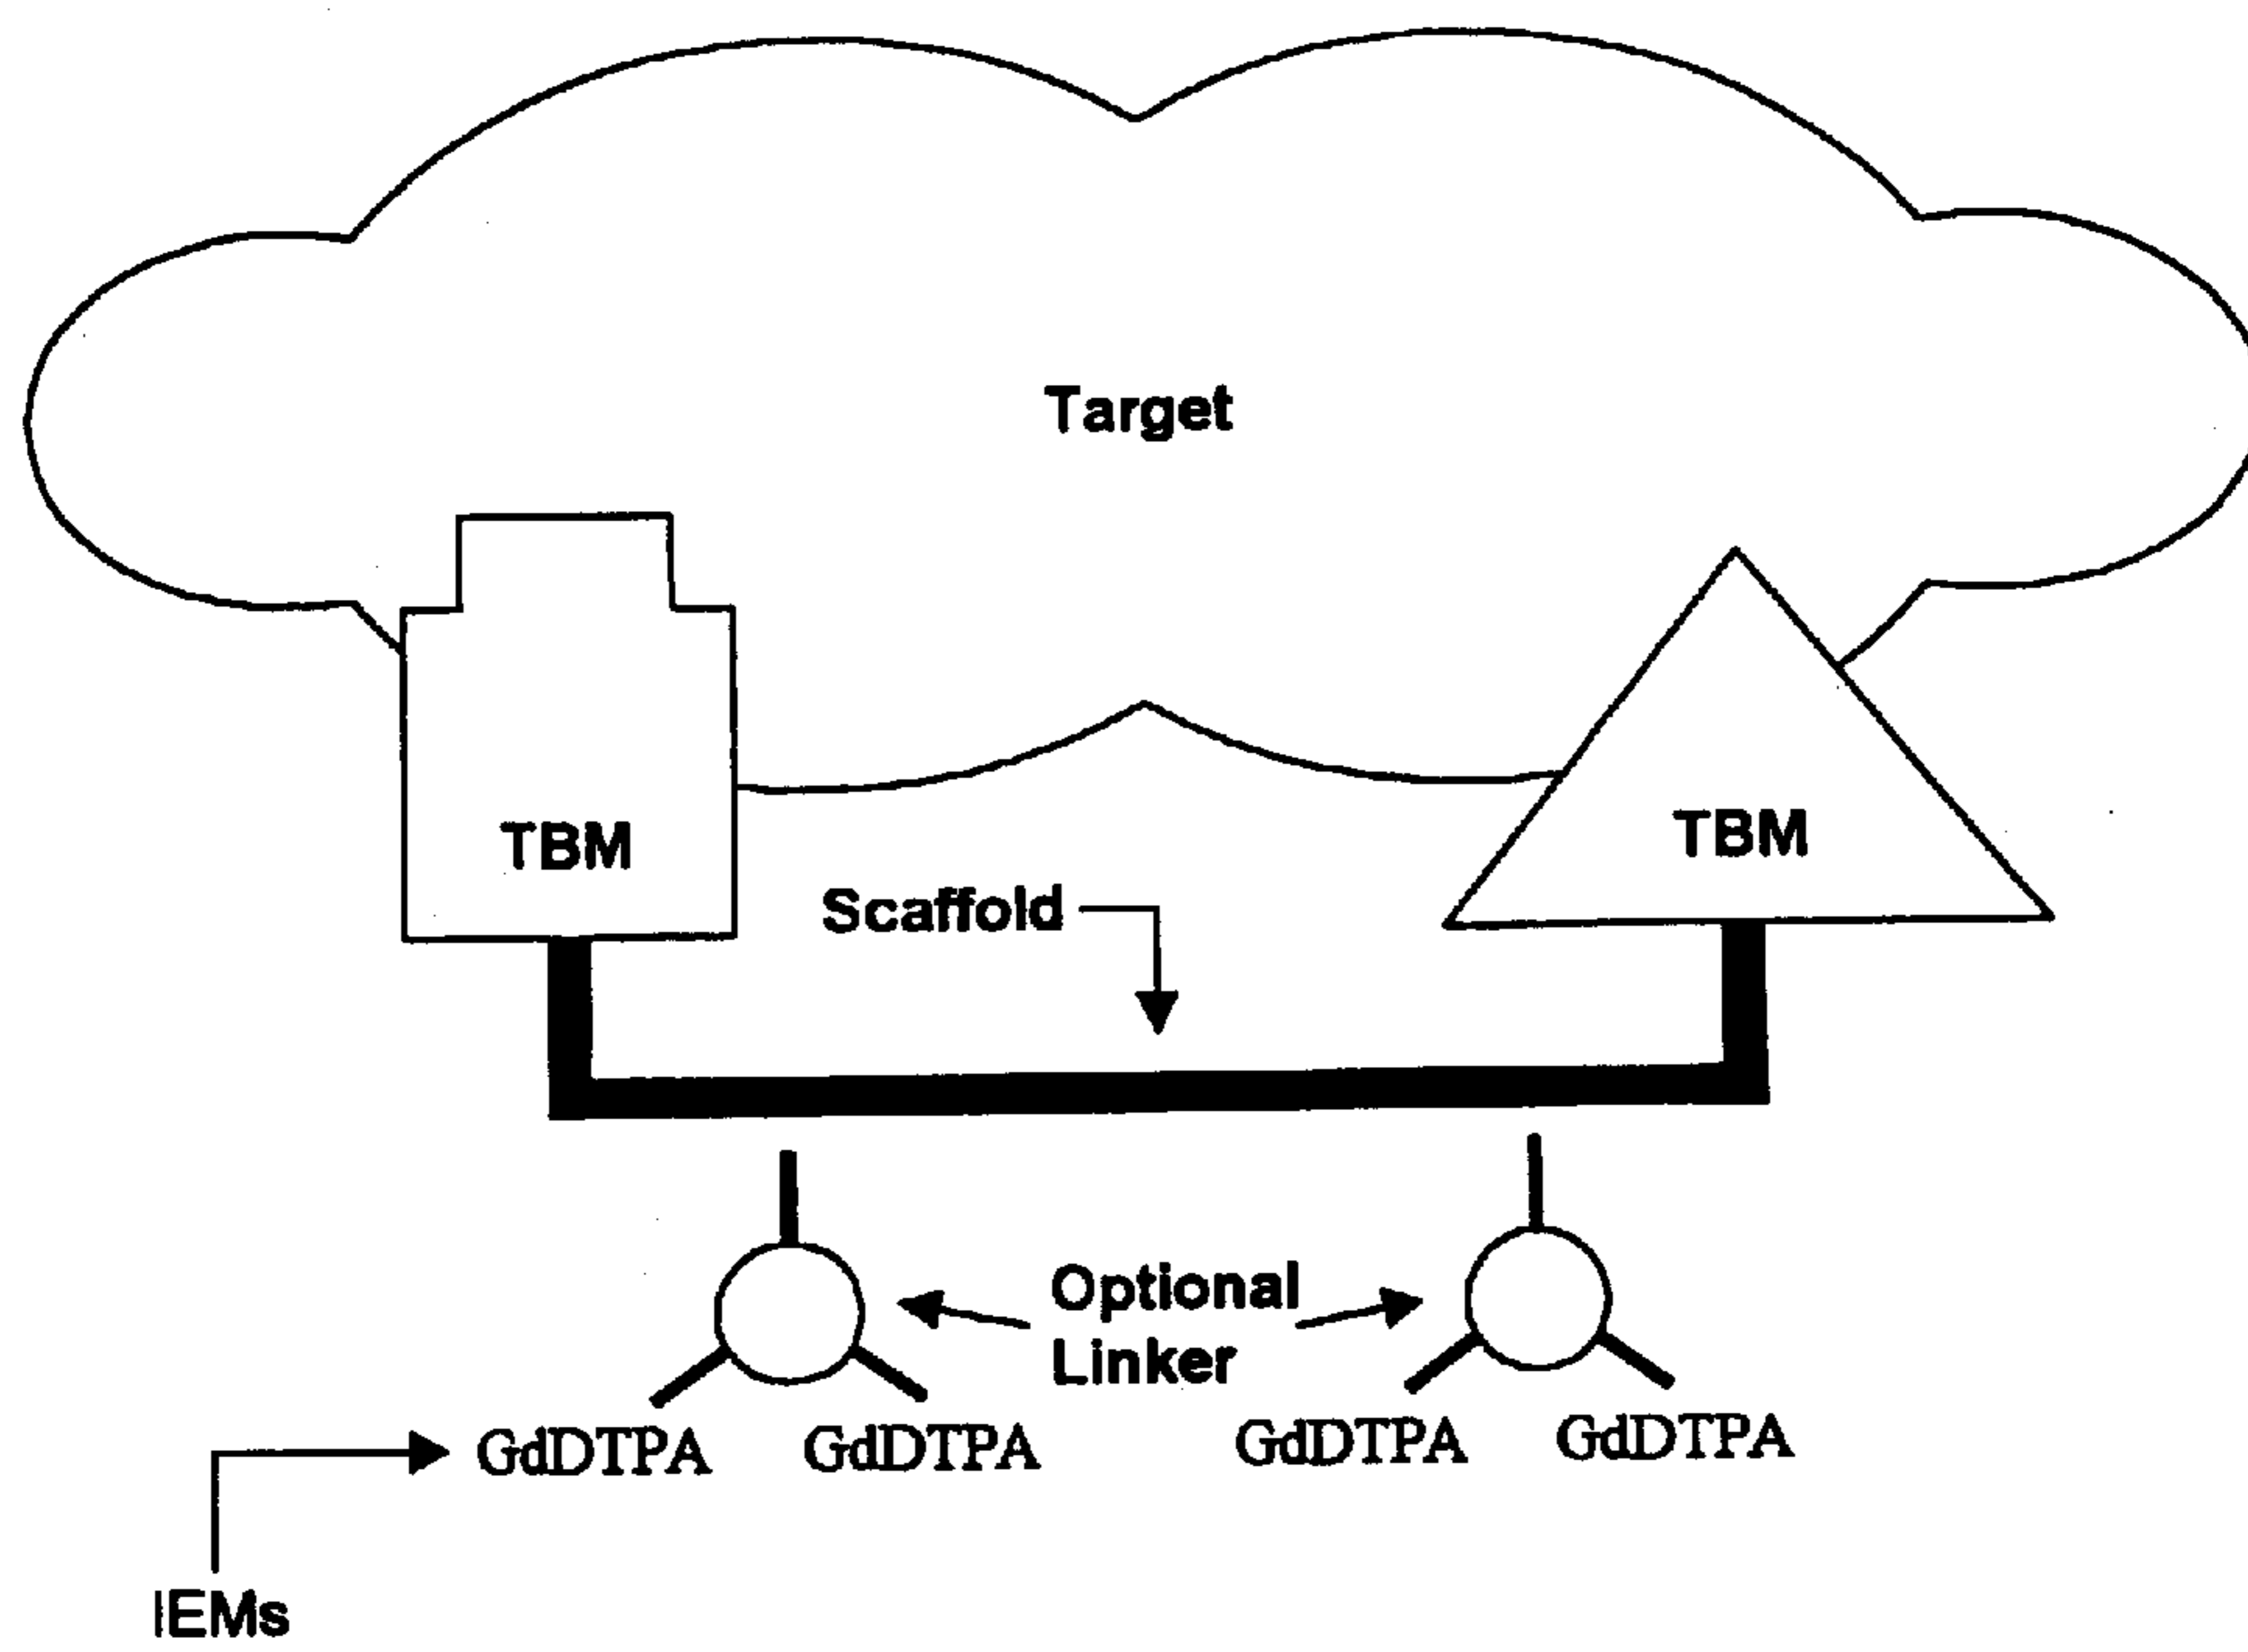 Target
TBM
TBM
Scaffold
Optional
Linker
GdDTPA GdDTPA GdDTPA GdDTPA
IEMs